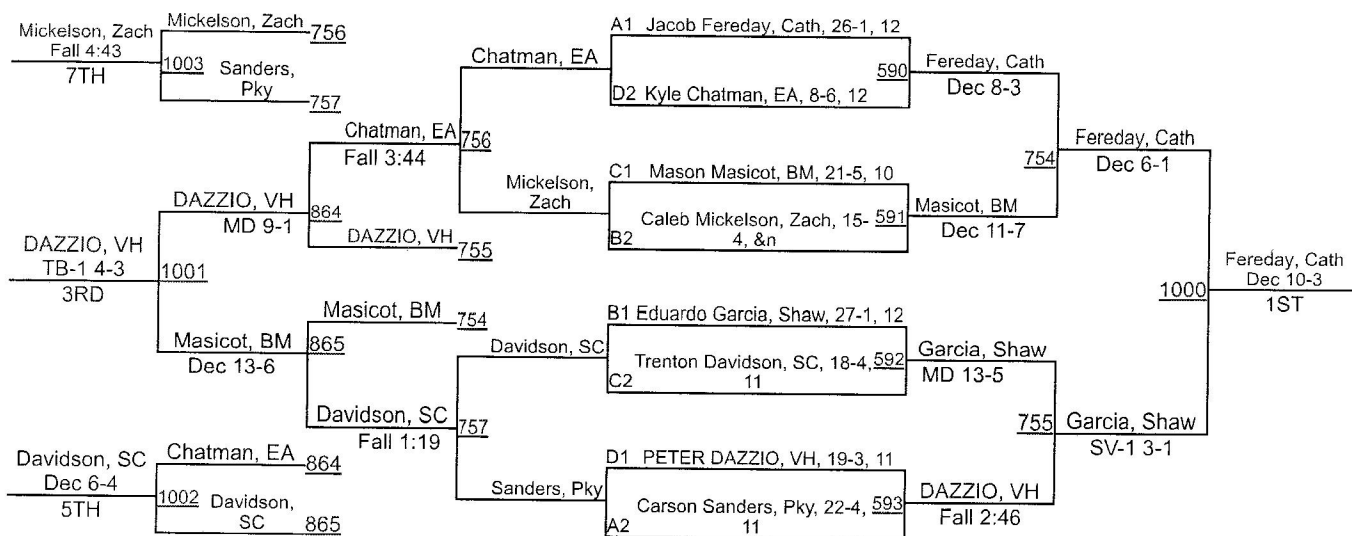 Mickelson, Zach
Fall 4:43
7TH
Mickelson, Zach
756
1003
Sanders,
Pky
757
Chatman, EA
Fall 3:44
756
DAZZIO, VH
MD 9-1
864
DAZZIO, VH
755
DAZZIO, VH
TB-1 4-3
3RD
1001
Masicot, BM
Dec 13-6
865
Masicot, BM
754
Davidson, SC
Fall 1:19
757
Davidson, SC
Dec 6-4
5TH
Chatman, EA
864
1002
Davidson,
SC
865
Chatman, EA
Mickelson,
Zach
Davidson, SC
Sanders, Pky
A1 Jacob Fereday, Cath, 26-1, 12
590
D2 Kyle Chatman, EA, 8-6, 12
C1 Mason Masicot, BM, 21-5, 10
Caleb Mickelson, Zach, 15-
591
B2 4, &n
B1 Eduardo Garcia, Shaw, 27-1, 12
Trenton Davidson, SC, 18-4,
592
C2 11
D1 PETER DAZZIO, VH, 19-3, 11
Carson Sanders, Pky, 22-4,
593
A2 11
Fereday, Cath
Dec 8-3
754
Masicot, BM
Dec 11-7
Garcia, Shaw
MD 13-5
755
DAZZIO, VH
Fall 2:46
Fereday, Cath
Dec 6-1
1000
Garcia, Shaw
SV-1 3-1
Fereday, Cath
Dec 10-3
1ST